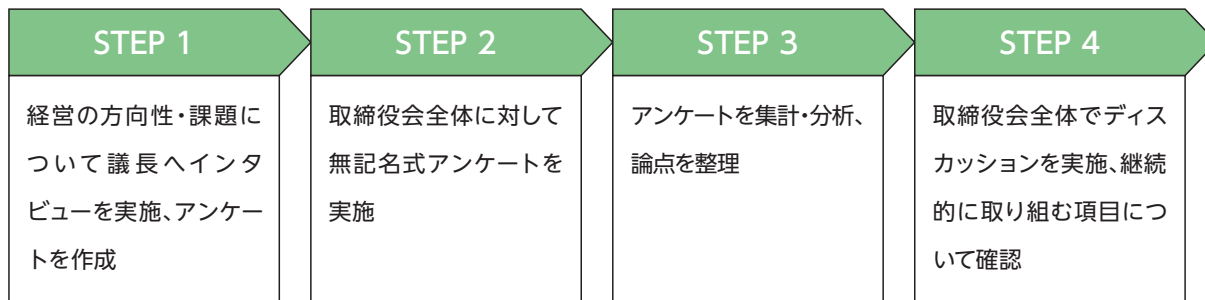 STEP 1
経営の方向性・課題に
ついて議長へインタ
ビューを実施、アンケー
トを作成
STEP 2
取締役会全体に対して
無記名式アンケートを
実施
STEP 3
アンケートを集計・分析、
論点を整理
STEP 4
取締役会全体でディス
カッションを実施、継続
的に取り組む項目につ
いて確認